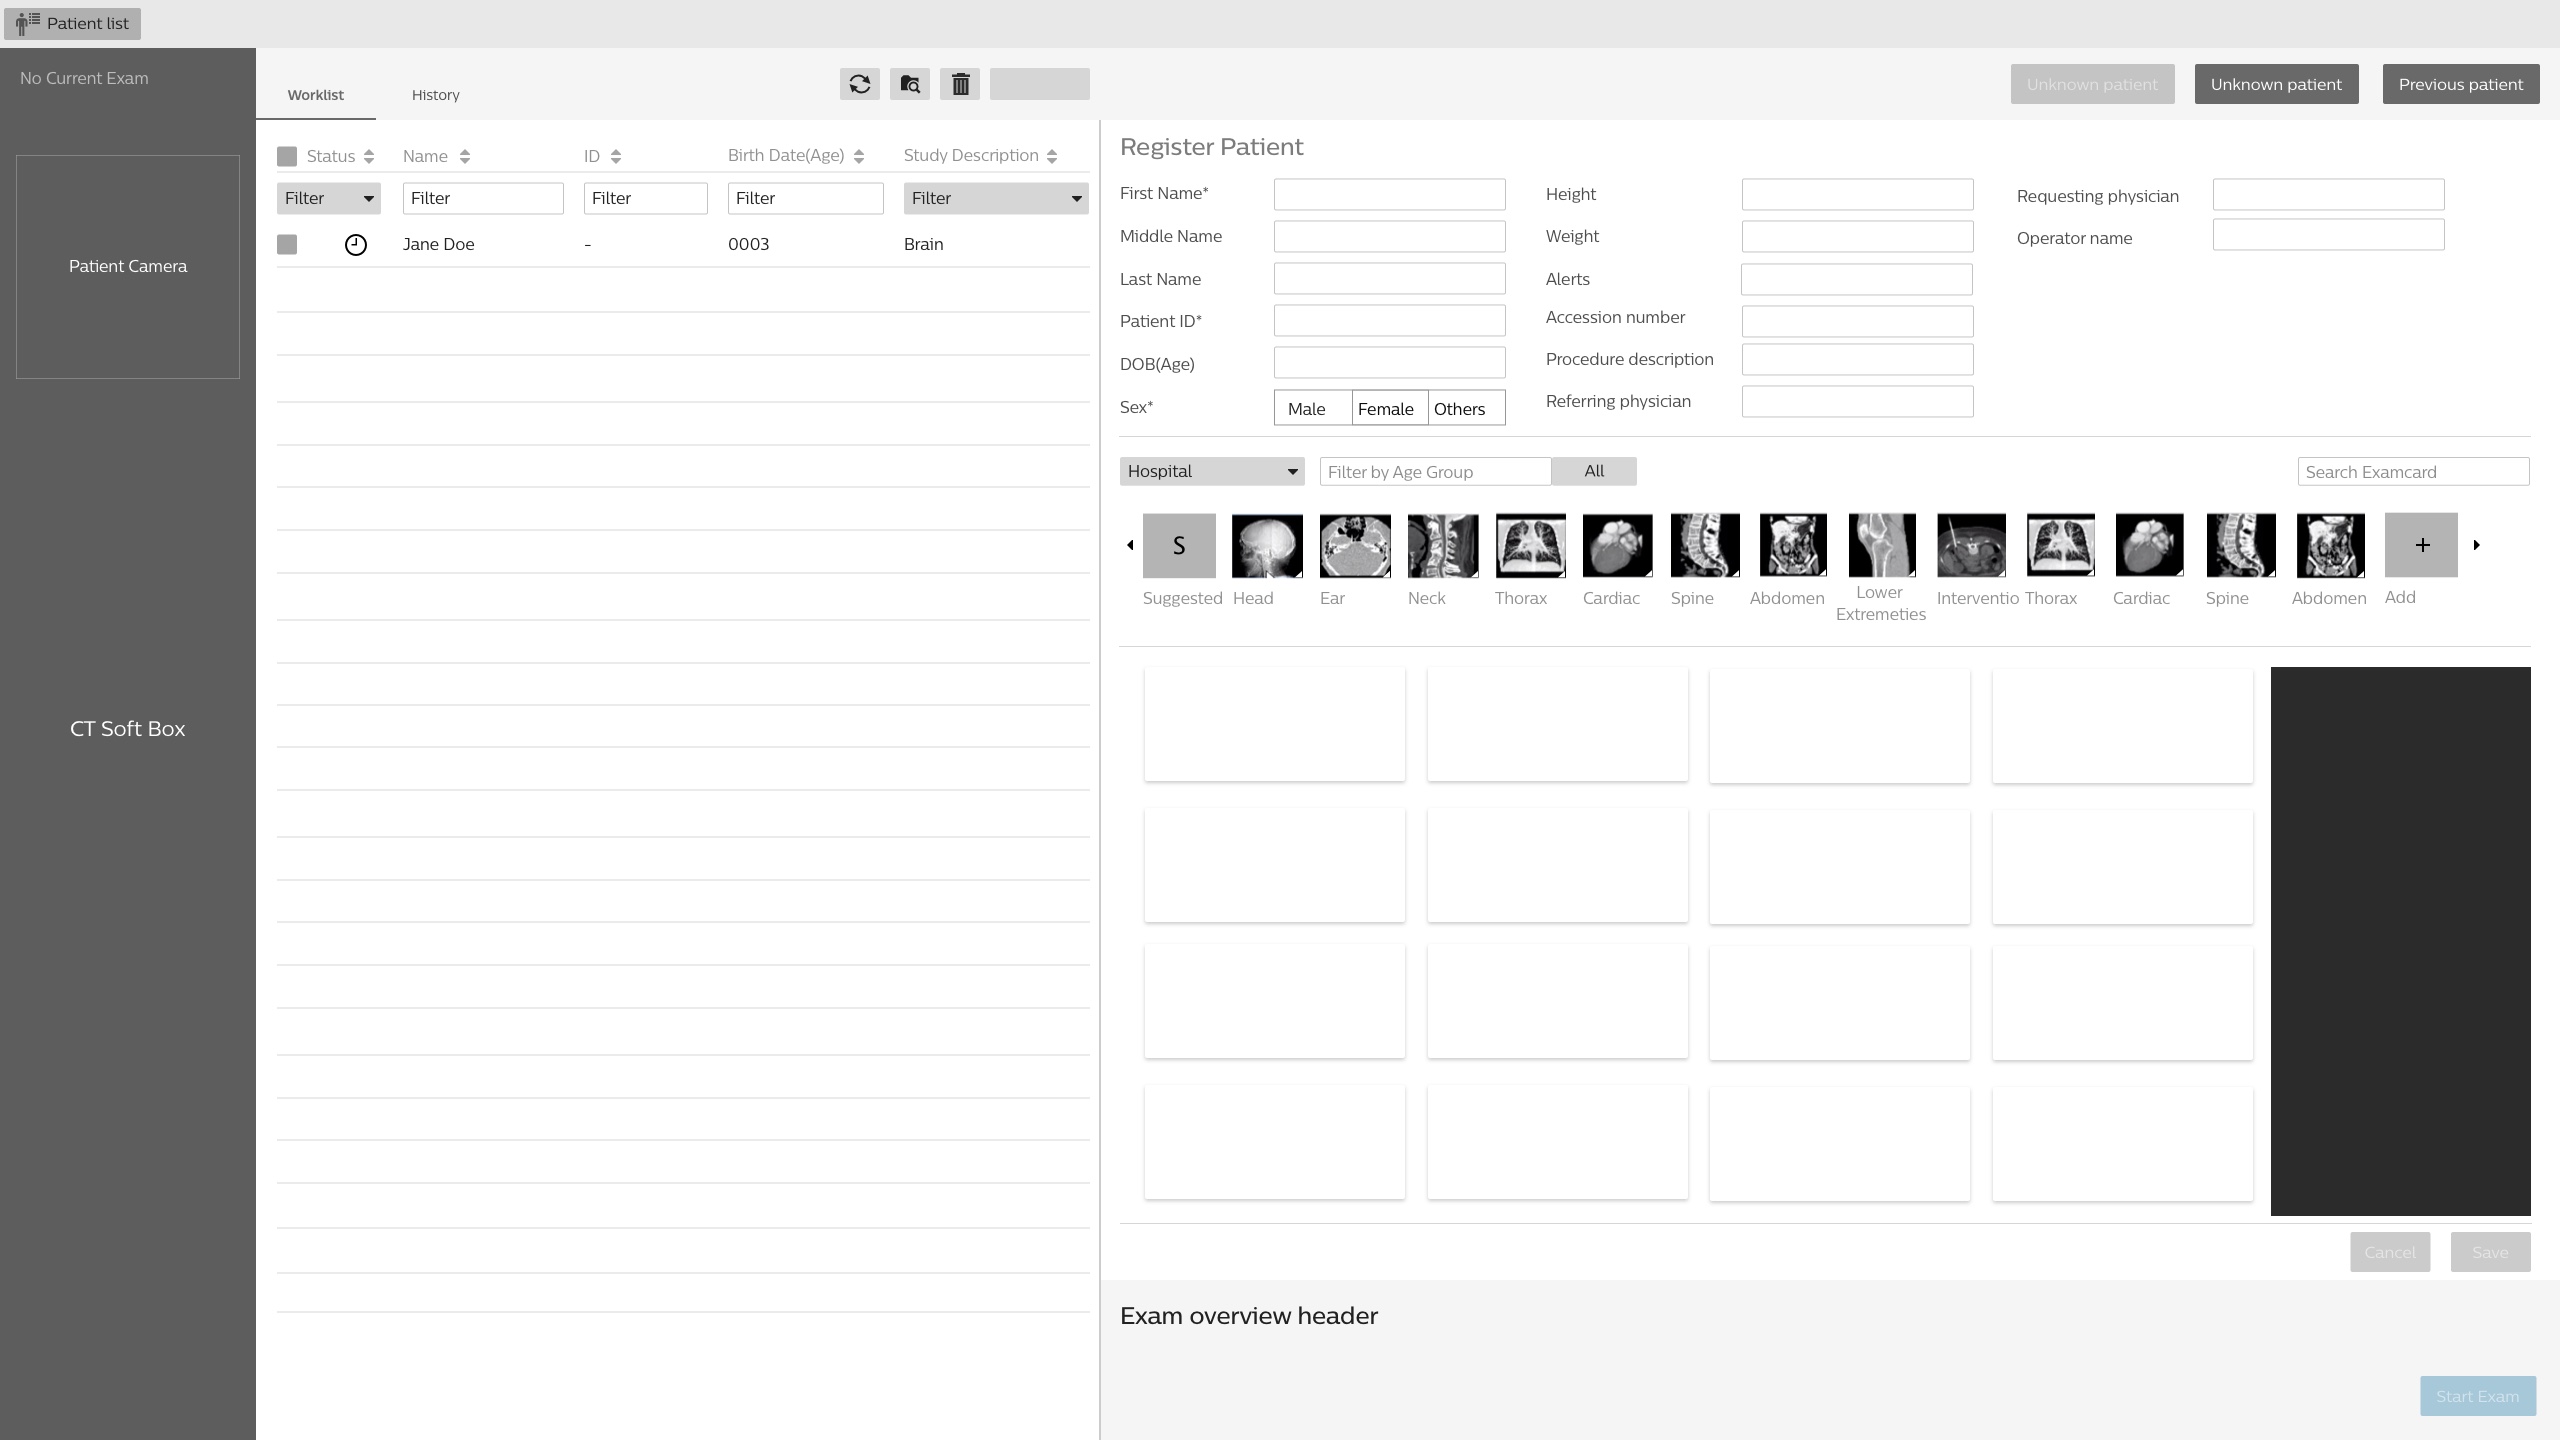 Patient list
No Current Exam
Patient Camera
CT Soft Box
Worklist
History
Unknown patient
Unknown patient
Previous patient
Status
Name
ID
Birth Date(Age)
Study Description
Filter
Filter
Filter
Filter
Filter
Jane Doe
-
0003
Brain
Register Patient
First Name*
Middle Name
Last Name
Patient ID*
DOB(Age)
Sex*
Male
Female
Others
Height
Weight
Alerts
Accession number
Procedure description
Referring physician
Requesting physician
Operator name
Hospital
Filter by Age Group
All
Search Examcard
S
+
Suggested
Head
Ear
Neck
Thorax
Cardiac
Spine
Abdomen
Lower
Extremeties
Interventio
Thorax
Cardiac
Spine
Abdomen
Add
Cancel
Save
Exam overview header
Start Exam